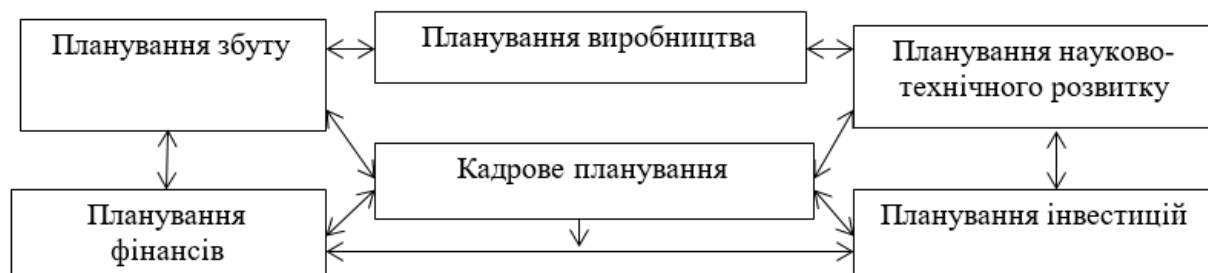 Планування збуту
Планування виробництва
Планування науково-
технічного розвитку
Кадрове планування
Планування
фінансів
Планування інвестицій